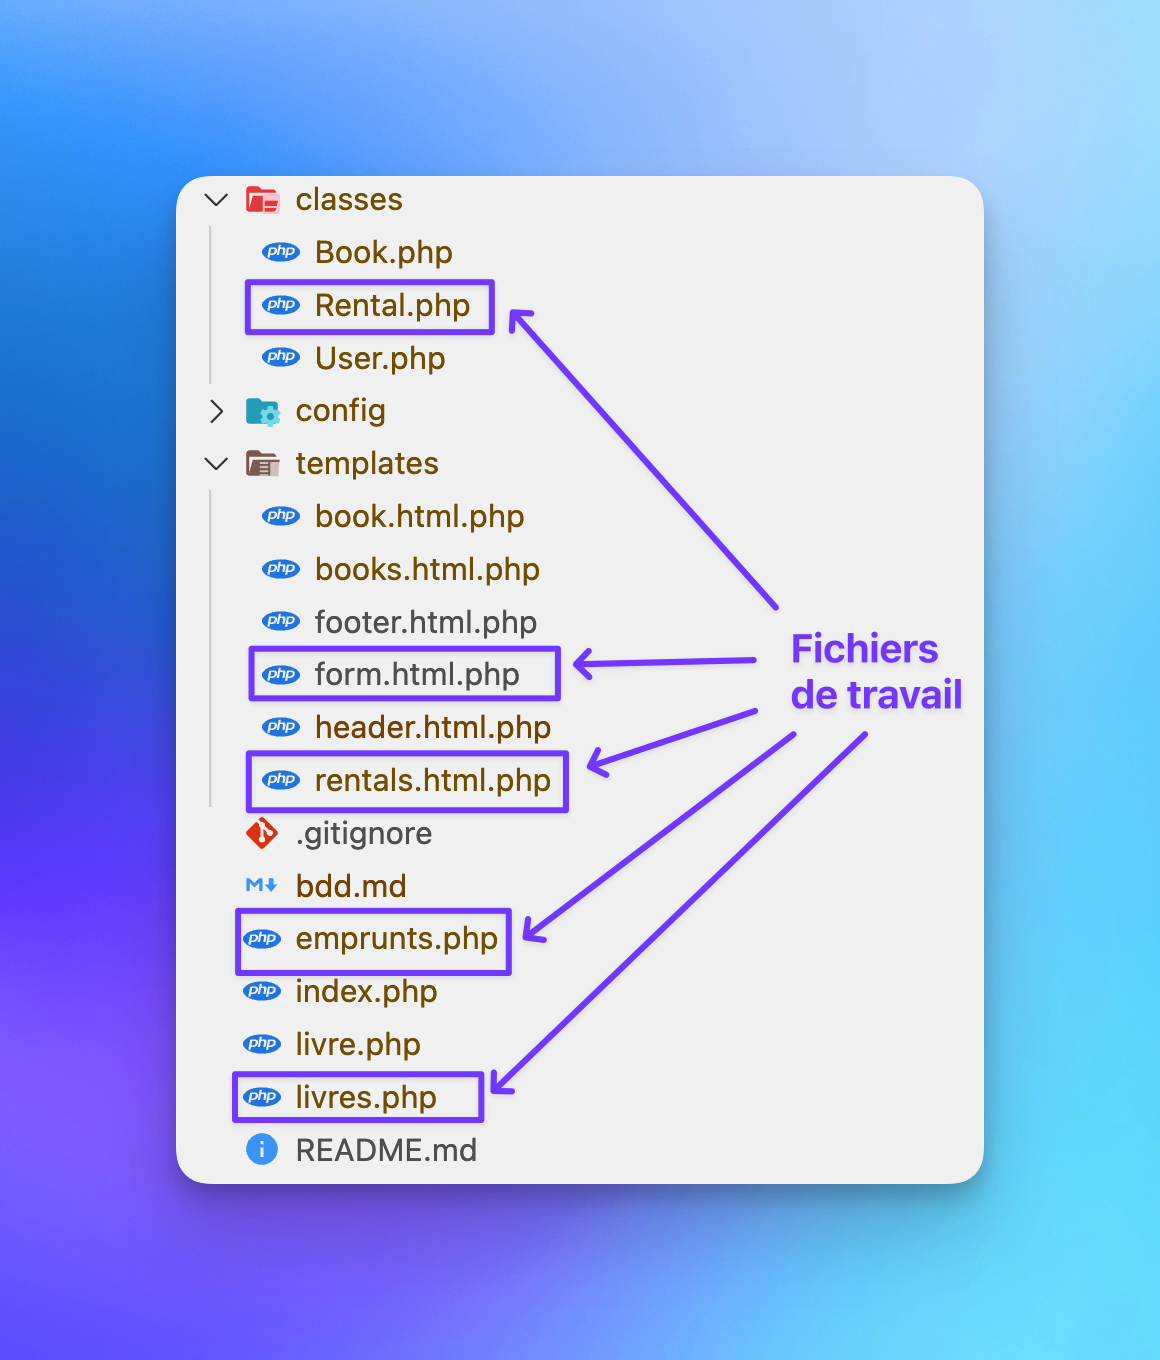 classes
php Book.php
php Rental.php
php User.php
config
templates
php book.html.php
php books.html.php
php footer.html.php
php form.html.php
php header.html.php
php rentals.html.php
.gitignore
M bdd.md
php emprunts.php
php index.php
php livre.php
php livres.php
i README.md
Fichiers
de travail